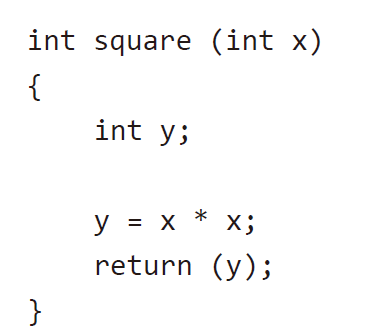 int square (int x)
{
    int y;

    y = x * x;
    return (y);
}